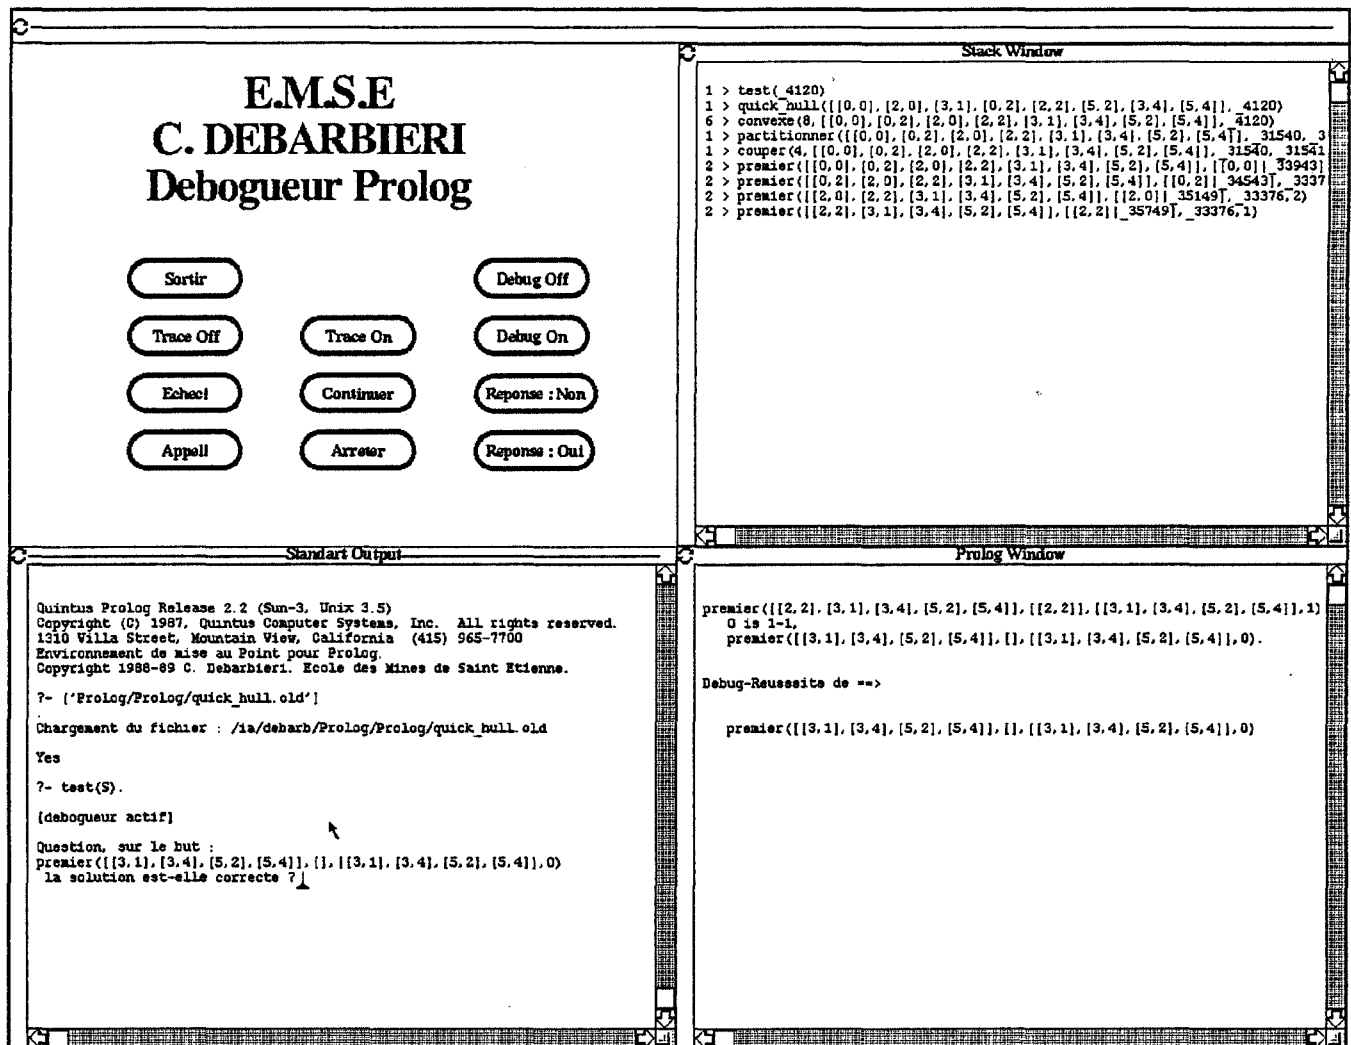 E.M.S.E
C. DEBARBIERI
Debogueur Prolog
Sortir
Debug Off
Trace Off
Trace On
Debug On
Echec!
Continuer
Reponse : Non
Appel!
Arreter
Reponse : Oui
Stack Window
1 > test(_4120)
1 > quick_hull([[0,0],[2,0],[3,1],[0,2],[2,2],[5,2],[3,4],[5,4]],_4120)
6 > convexe(8,[[0,0],[0,2],[2,0],[2,2],[3,1],[3,4],[5,2],[5,4]],_4120)
1 > partitionner([[0,0],[0,2],[2,0],[2,2],[3,1],[3,4],[5,2],[5,4]],_31540,_3
1 > couper(4,[[0,0],[0,2],[2,0],[2,2],[3,1],[3,4],[5,2],[5,4]],_31540,_31541
2 > premier([[0,0],[0,2],[2,0],[2,2],[3,1],[3,4],[5,2],[5,4]],[[0,0]|_33943]
2 > premier([[0,2],[2,0],[2,2],[3,1],[3,4],[5,2],[5,4]],[[0,2]|_34543],_3337
2 > premier([[2,0],[2,2],[3,1],[3,4],[5,2],[5,4]],[[2,0]|_35149],_33376,2)
2 > premier([[2,2],[3,1],[3,4],[5,2],[5,4]],[[2,2]|_35749],_33376,1)
Standart Output
Quintus Prolog Release 2.2 (Sun-3, Unix 3.5)
Copyright (C) 1987, Quintus Computer Systems, Inc.  All rights reserved.
1310 Villa Street, Mountain View, California  (415) 965-7700
Environnement de mise au Point pour Prolog.
Copyright 1988-89 C. Debarbieri. Ecole des Mines de Saint Etienne.
?- ['Prolog/Prolog/quick_hull.old']
Chargement du fichier : /ia/debarb/Prolog/Prolog/quick_hull.old
Yes
?- test(S).
[debogueur actif]
Question, sur le but :
premier([[3,1],[3,4],[5,2],[5,4]],[],[[3,1],[3,4],[5,2],[5,4]],0)
la solution est-elle correcte ?
Prolog Window
premier([[2,2],[3,1],[3,4],[5,2],[5,4]],[[2,2]],[[3,1],[3,4],[5,2],[5,4]],1)
0 is 1-1,
premier([[3,1],[3,4],[5,2],[5,4]],[],[[3,1],[3,4],[5,2],[5,4]],0).
Debug-Reussite de ==>
premier([[3,1],[3,4],[5,2],[5,4]],[],[[3,1],[3,4],[5,2],[5,4]],0)